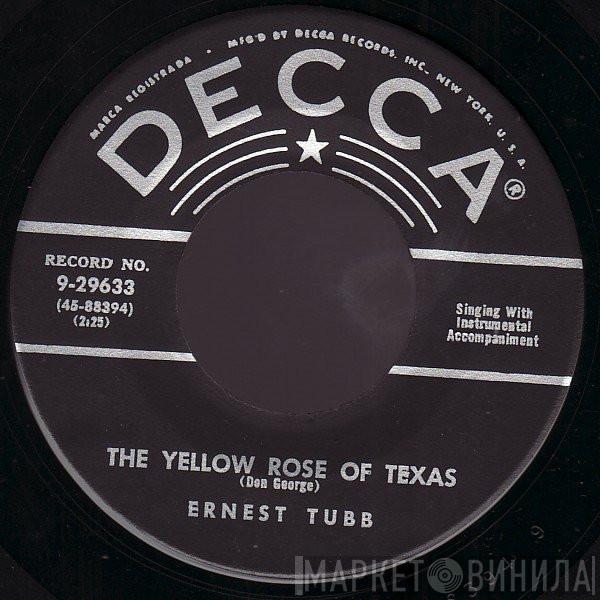 MARCA REGISTRADA • MFG'D BY DECCA RECORDS, INC., NEW YORK, U. S. A.
DECCA®
RECORD NO.
9-29633
(45-88394)
(2:25)
Singing With
Instrumental
Accompaniment
THE YELLOW ROSE OF TEXAS
(Don George)
ERNEST TUBB
МАРКЕТ ВИНИЛА